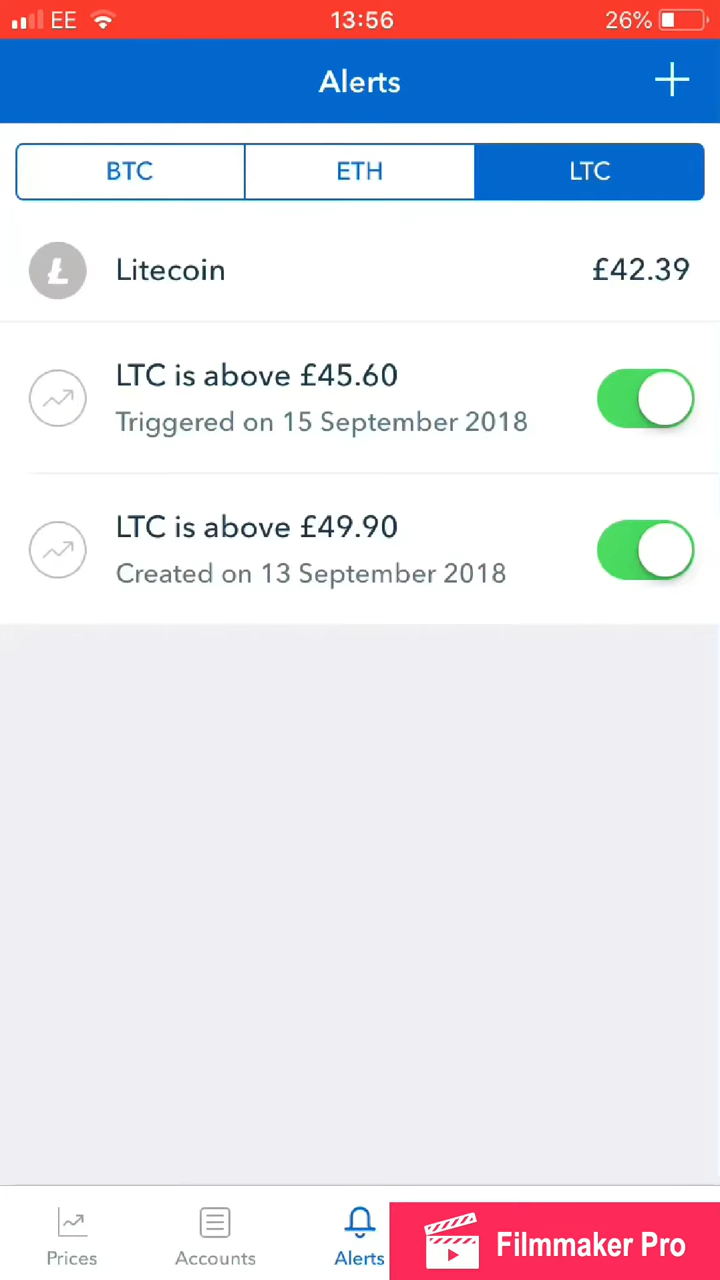 EE 13:56 26%
Alerts +
BTC ETH LTC
Litecoin £42.39
LTC is above £45.60
Triggered on 15 September 2018
LTC is above £49.90
Created on 13 September 2018
Prices Accounts Alerts
Filmmaker Pro